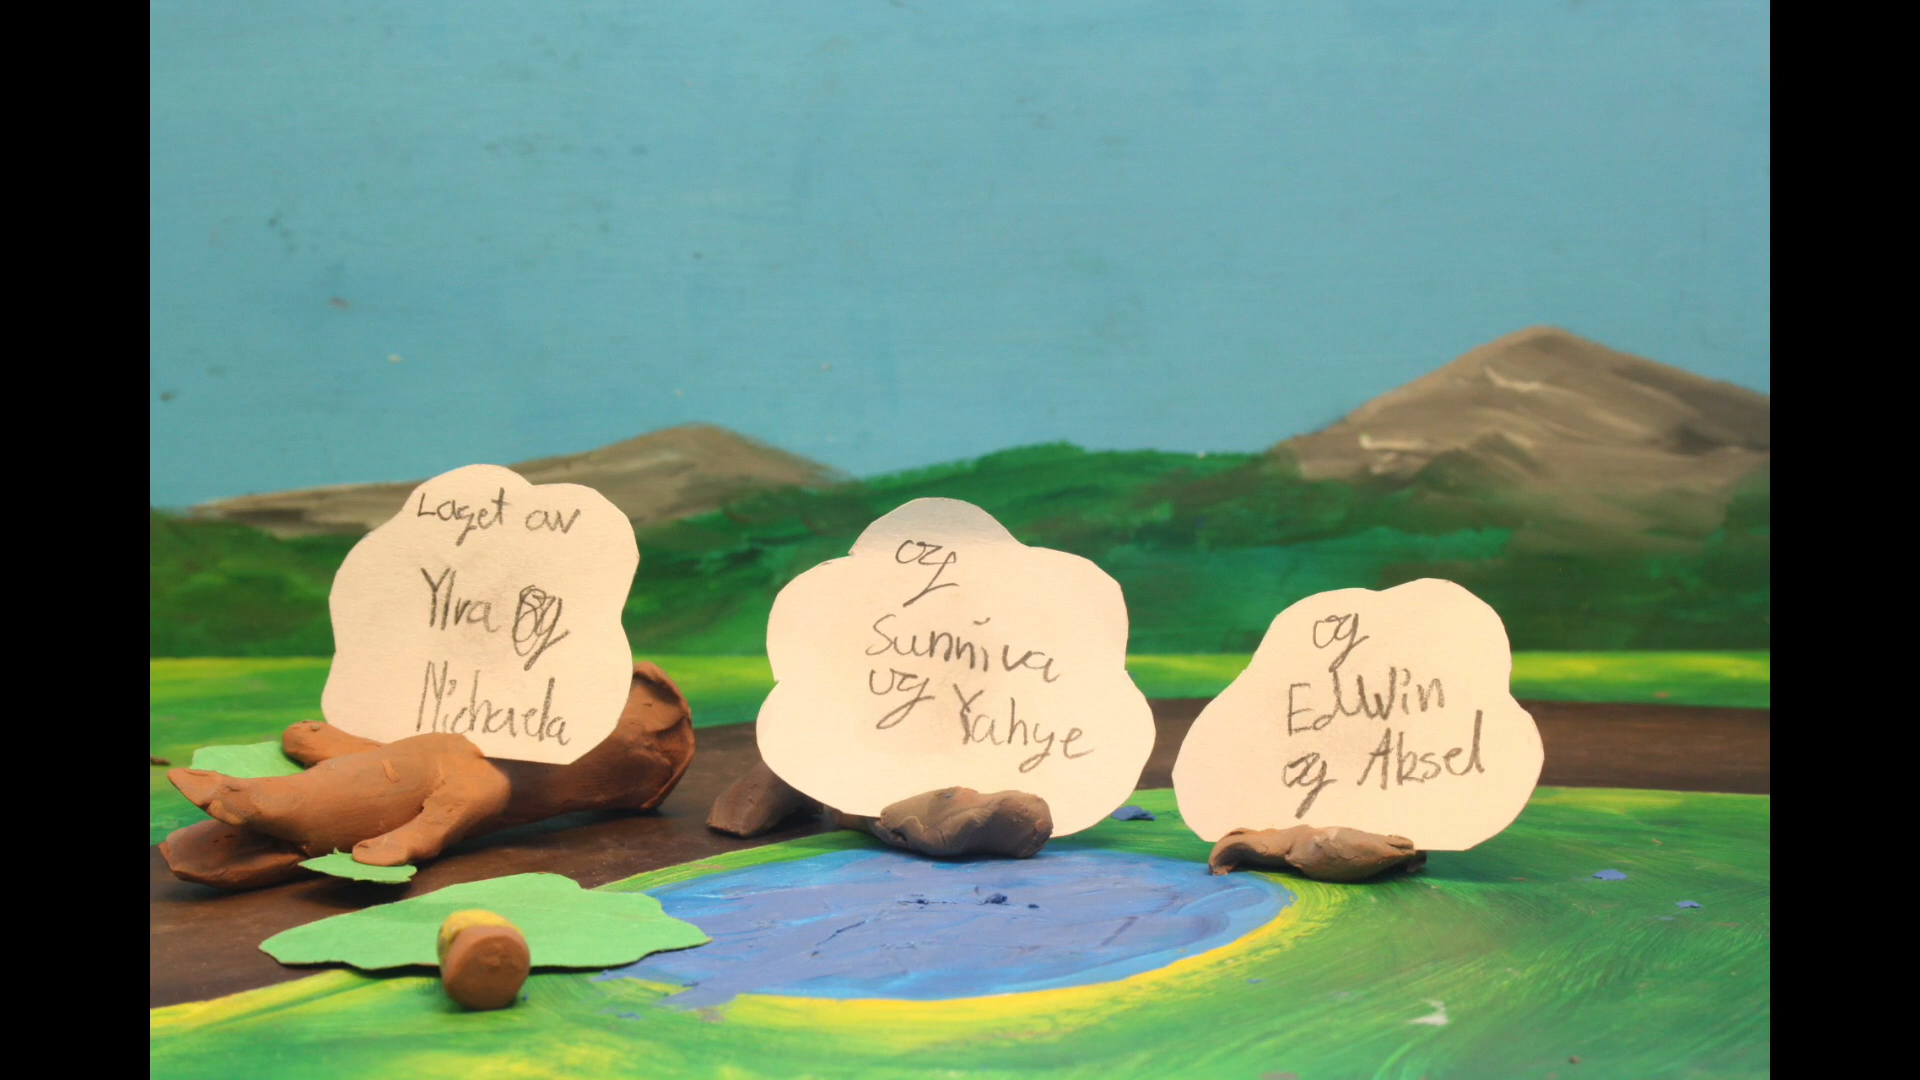 Laget av
Ylva og
Michaela
og
Sunniva
og Yahye
og
Edwin
og Aksel